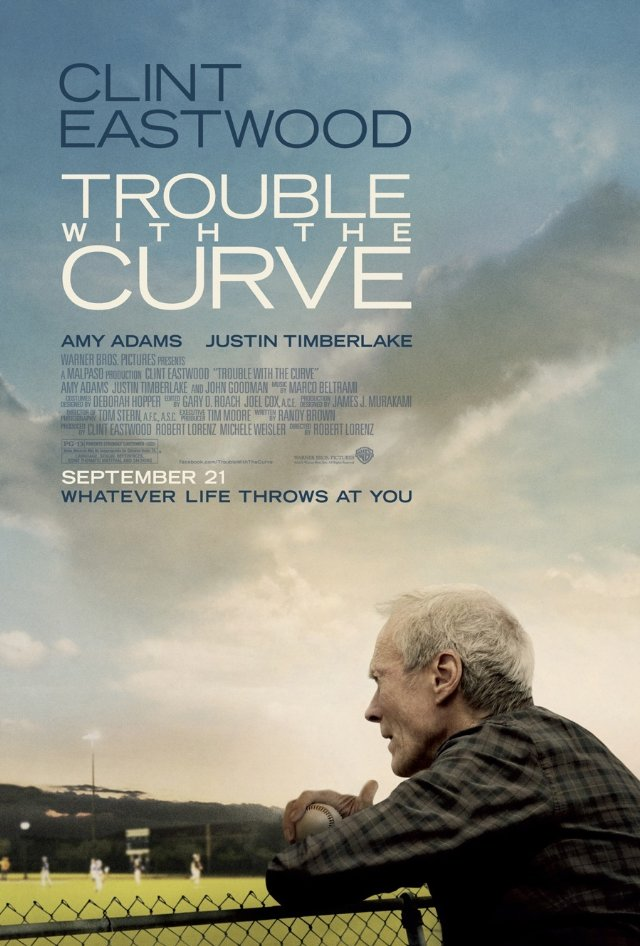 CLINT
EASTWOOD
TROUBLE
WITH THE
CURVE
AMY ADAMS JUSTIN TIMBERLAKE
WARNER BROS. PICTURES PRESENTS
A MALPASO PRODUCTION CLINT EASTWOOD "TROUBLE WITH THE CURVE"
AMY ADAMS JUSTIN TIMBERLAKE AND JOHN GOODMAN MUSIC BY MARCO BELTRAMI
COSTUMES DESIGNED BY DEBORAH HOPPER EDITED BY GARY D. ROACH JOEL COX, A.C.E. PRODUCTION DESIGNED BY JAMES J. MURAKAMI
DIRECTOR OF PHOTOGRAPHY TOM STERN, A.F.C., A.S.C. EXECUTIVE PRODUCER TIM MOORE WRITTEN BY RANDY BROWN
PRODUCED BY CLINT EASTWOOD ROBERT LORENZ MICHELE WEISLER DIRECTED BY ROBERT LORENZ
PG-13 PARENTS STRONGLY CAUTIONED
facebook.com/TroubleWithTheCurve
WARNER BROS. PICTURES
SEPTEMBER 21
WHATEVER LIFE THROWS AT YOU